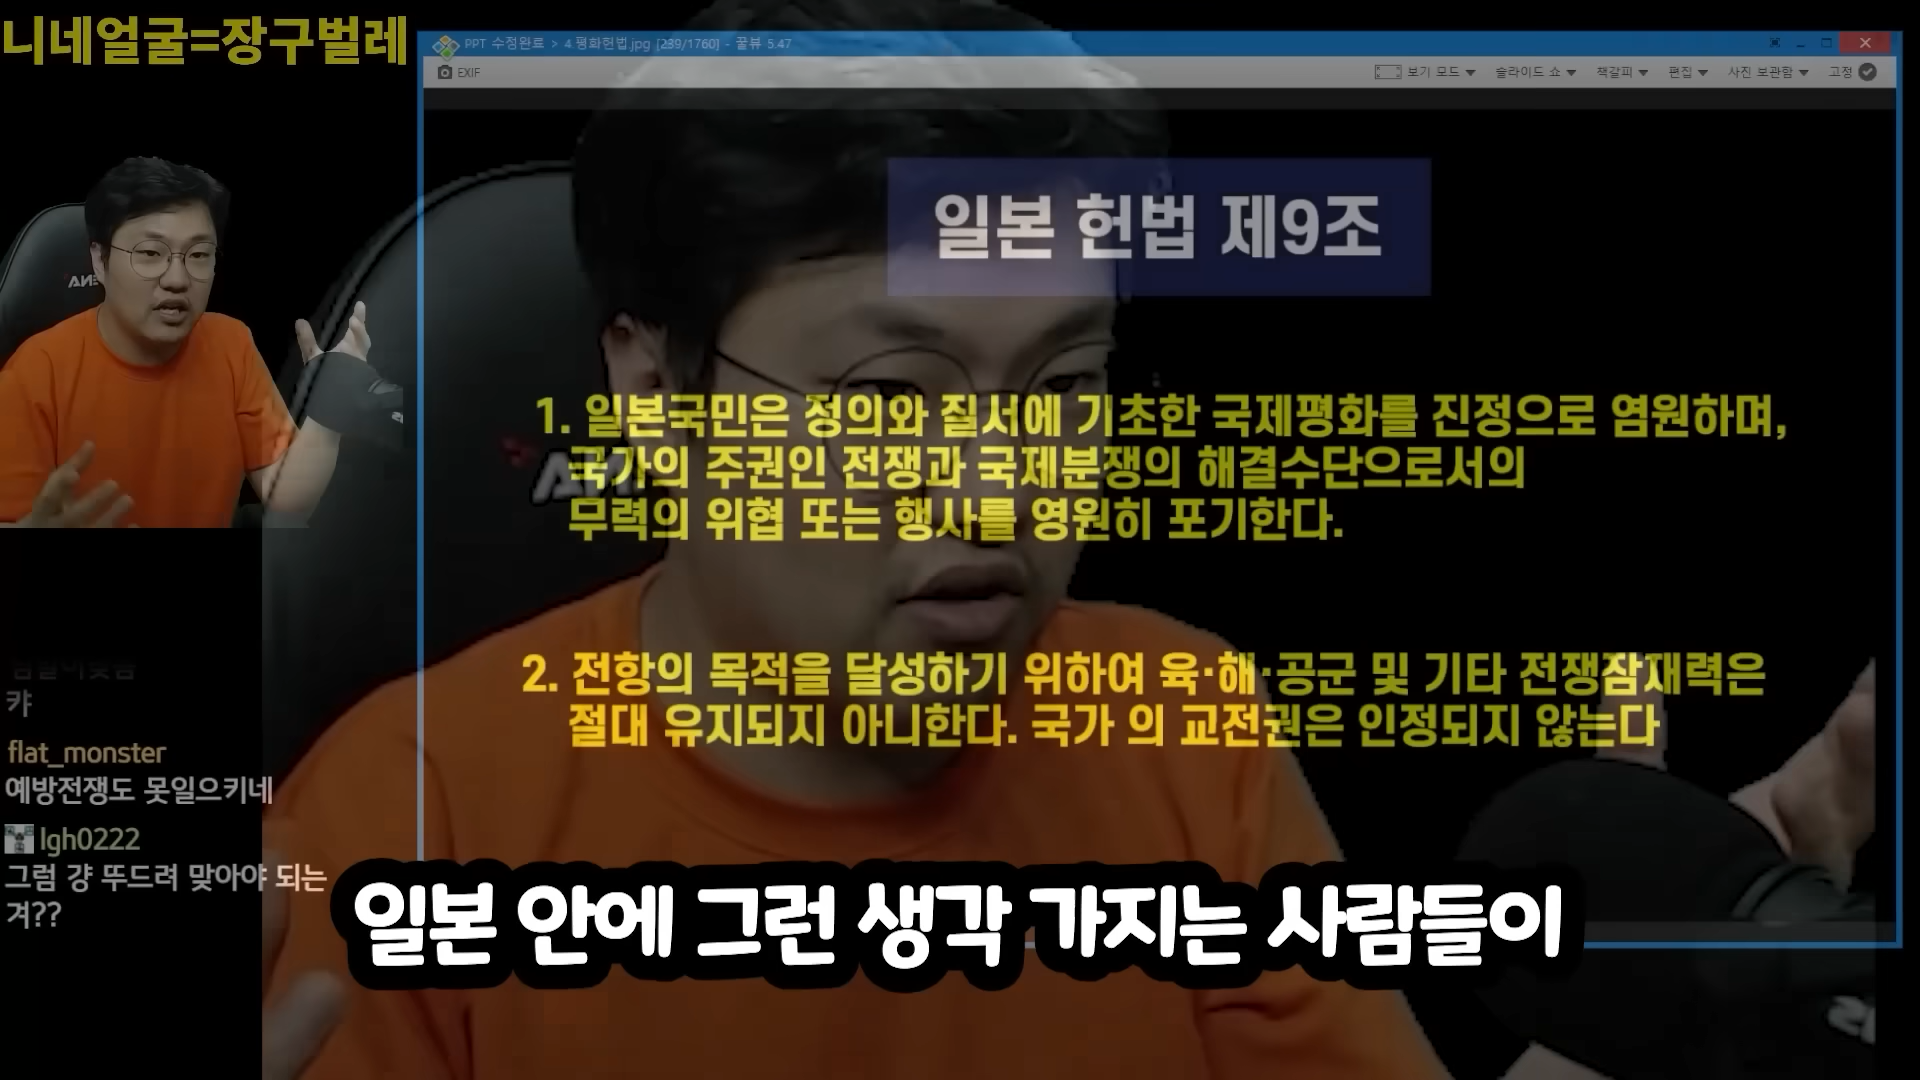 니네얼굴=장구벌레
PPT 수정완료 > 4.평화헌법.jpg [239/1760] - 꿀뷰 5.47
EXIF
보기 모드 슬라이드 쇼 책갈피 편집 사진 보관함 고정
일본 헌법 제9조
1. 일본국민은 정의와 질서에 기초한 국제평화를 진정으로 염원하며,
국가의 주권인 전쟁과 국제분쟁의 해결수단으로서의
무력의 위협 또는 행사를 영원히 포기한다.
2. 전항의 목적을 달성하기 위하여 육·해·공군 및 기타 전쟁잠재력은
절대 유지되지 아니한다. 국가 의 교전권은 인정되지 않는다
캬
flat_monster
예방전쟁도 못일으키네
lgh0222
그럼 걍 뚜드려 맞아야 되는
겨??
일본 안에 그런 생각 가지는 사람들이